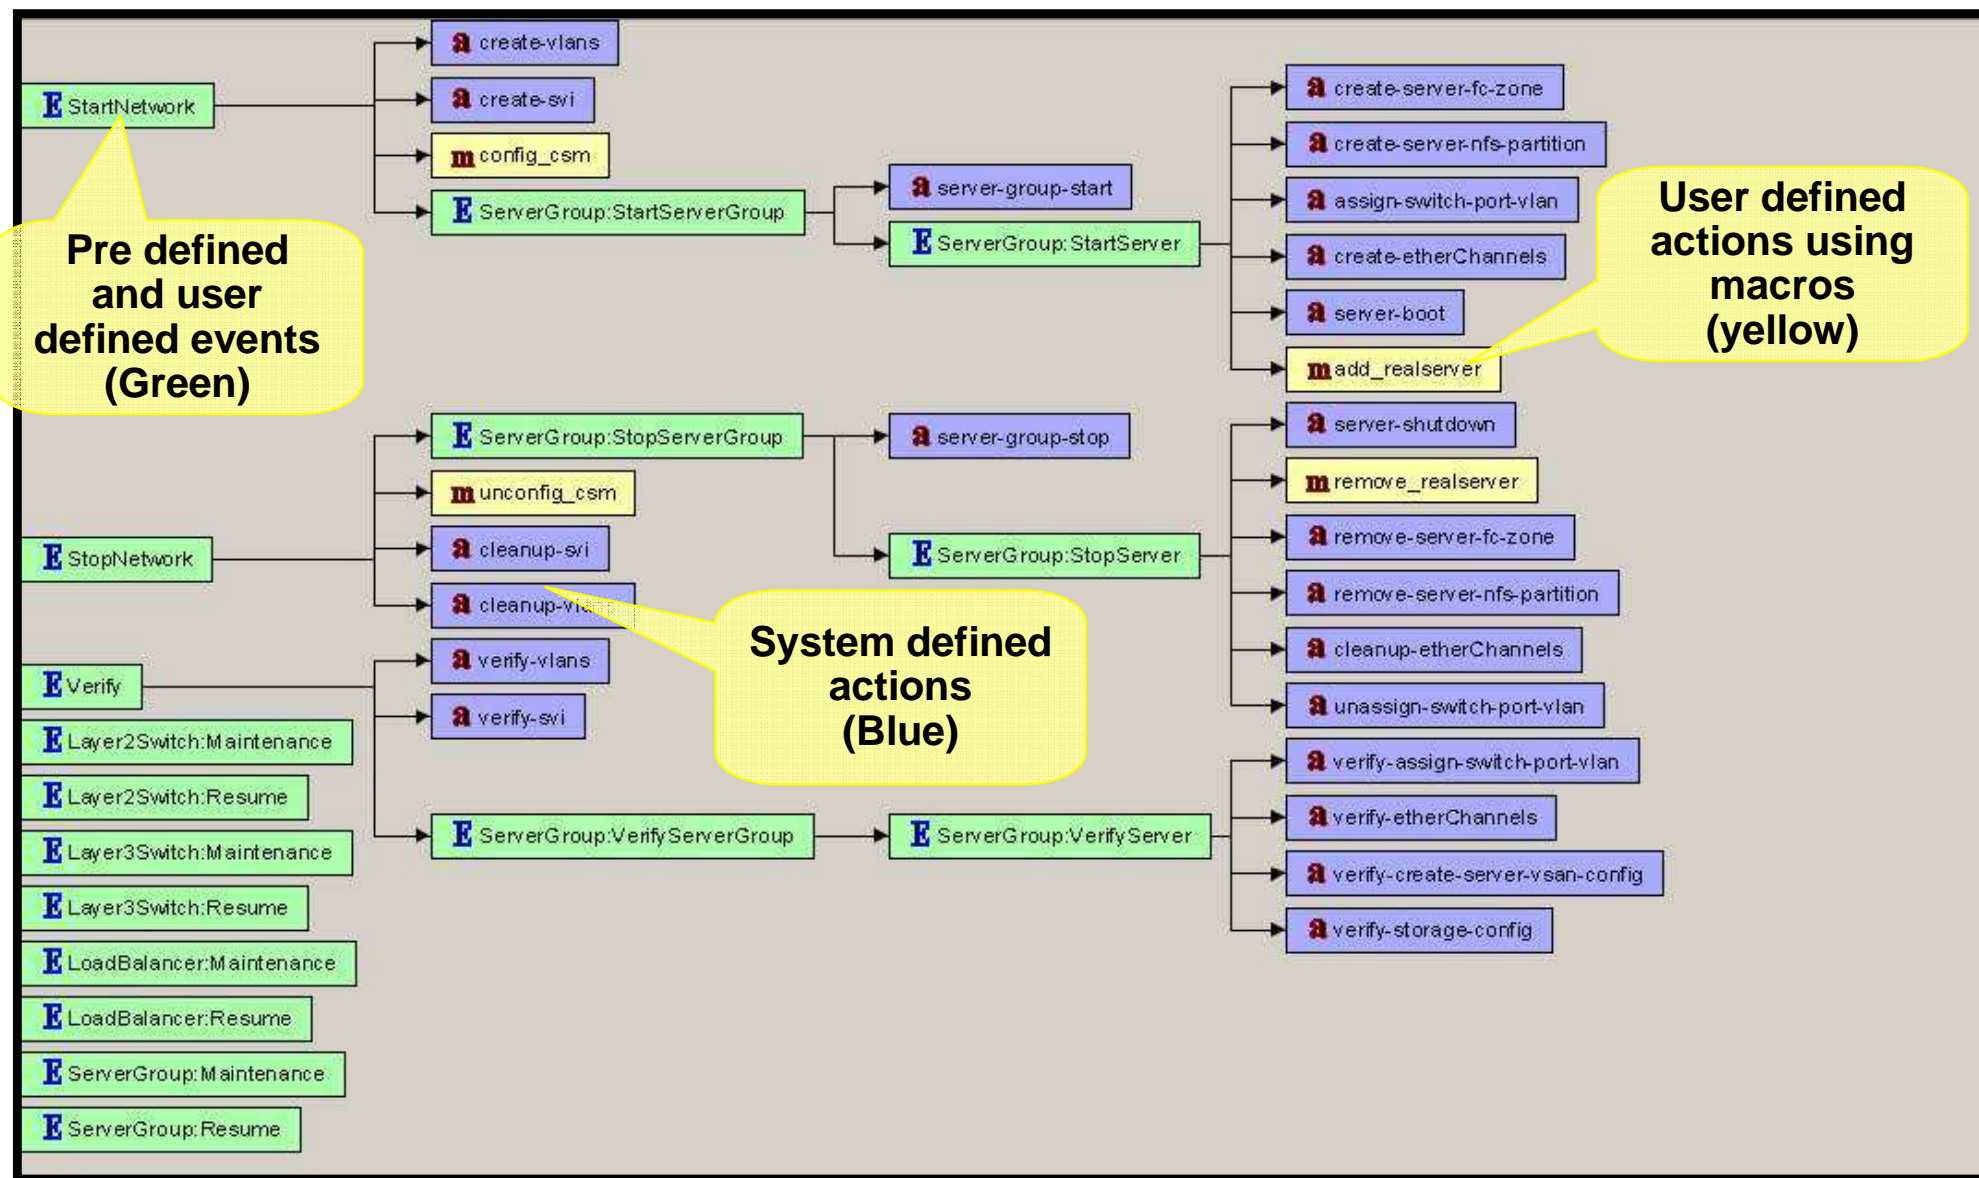 a create-vlans
E StartNetwork
a create-svi
m config_csm
E ServerGroup:StartServerGroup
a server-group-start
E ServerGroup:StartServer
a create-server-fc-zone
a create-server-nfs-partition
a assign-switch-port-vlan
a create-etherChannels
a server-boot
m add_realserver
Pre defined
and user
defined events
(Green)
User defined
actions using
macros
(yellow)
E StopNetwork
E ServerGroup:StopServerGroup
m unconfig_csm
a cleanup-svi
a cleanup-vlans
a server-group-stop
E ServerGroup:StopServer
a server-shutdown
m remove_realserver
a remove-server-fc-zone
a remove-server-nfs-partition
a cleanup-etherChannels
a unassign-switch-port-vlan
System defined
actions
(Blue)
E Verify
a verify-vlans
a verify-svi
E ServerGroup:VerifyServerGroup
E ServerGroup:VerifyServer
a verify-assign-switch-port-vlan
a verify-etherChannels
a verify-create-server-vsan-config
a verify-storage-config
E Layer2Switch:Maintenance
E Layer2Switch:Resume
E Layer3Switch:Maintenance
E Layer3Switch:Resume
E LoadBalancer:Maintenance
E LoadBalancer:Resume
E ServerGroup:Maintenance
E ServerGroup:Resume